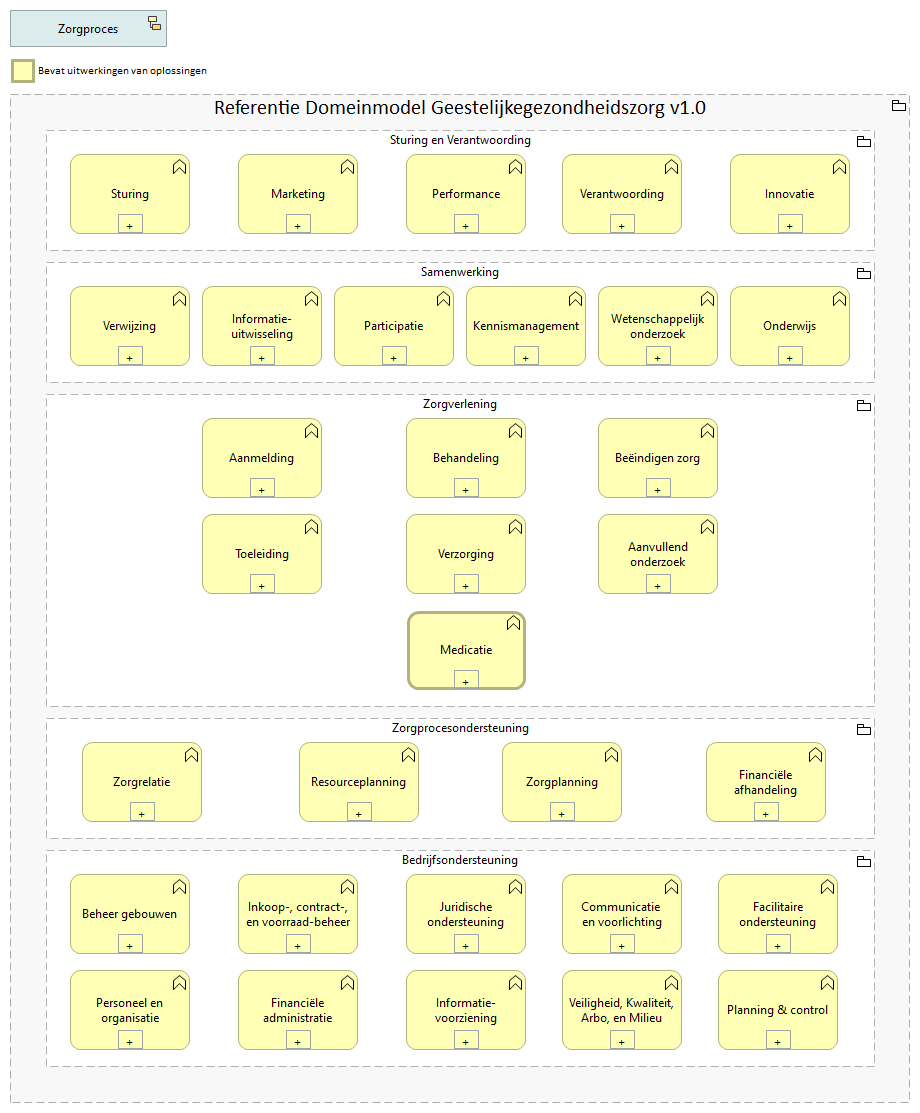 Zorgproces
Bevat uitwerkingen van oplossingen
Referentie Domeinmodel Geestelijkegezondheidszorg v1.0
Sturing en Verantwoording
Sturing
Marketing
Performance
Verantwoording
Innovatie
Samenwerking
Verwijzing
Informatie-
uitwisseling
Participatie
Kennismanagement
Wetenschappelijk
onderzoek
Onderwijs
Zorgverlening
Aanmelding
Behandeling
Beëindigen zorg
Toeleiding
Verzorging
Aanvullend
onderzoek
Medicatie
Zorgprocesondersteuning
Zorgrelatie
Resourceplanning
Zorgplanning
Financiële
afhandeling
Bedrijfsondersteuning
Beheer gebouwen
Inkoop-, contract-,
en voorraad-beheer
Juridische
ondersteuning
Communicatie
en voorlichting
Facilitaire
ondersteuning
Personeel en
organisatie
Financiële
administratie
Informatie-
voorziening
Veiligheid, Kwaliteit,
Arbo, en Milieu
Planning & control